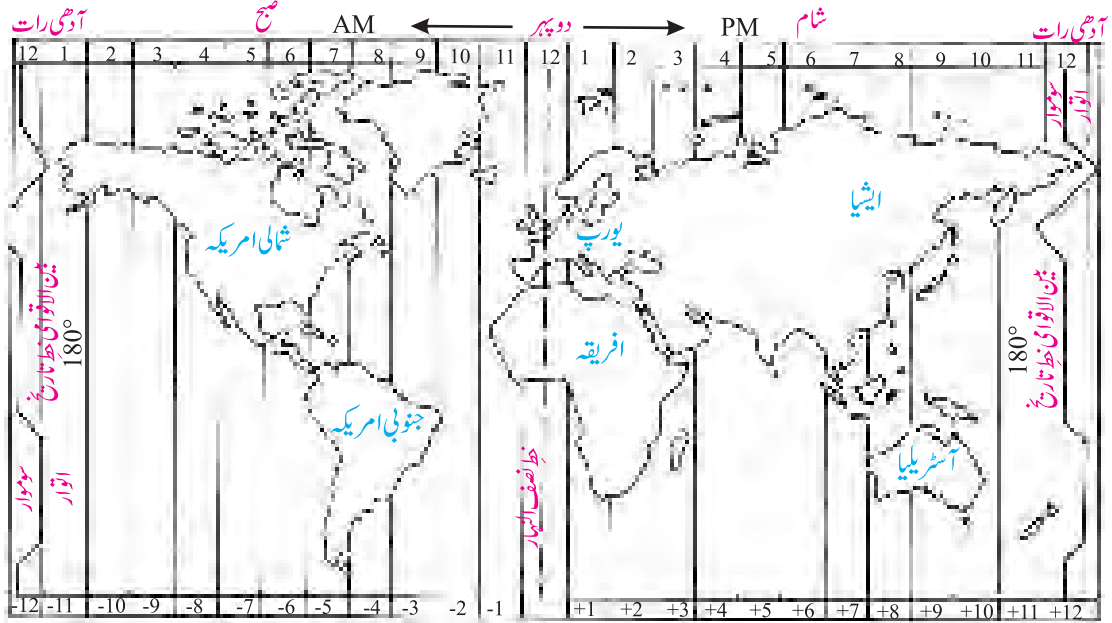 آدھی رات صبح AM دوپہر PM شام آدھی رات
12 1 2 3 4 5 6 7 8 9 10 11 12 1 2 3 4 5 6 7 8 9 10 11 12
سوموار
اتوار
ایشیا
یورپ
شمالی امریکہ
بین الاقوامی خط تاریخ
180°
بین الاقوامی خط تاریخ
180°
افریقہ
جنوبی امریکہ
خط نصف النہار
آسٹریلیا
سوموار
اتوار
-12 -11 -10 -9 -8 -7 -6 -5 -4 -3 -2 -1 +1 +2 +3 +4 +5 +6 +7 +8 +9 +10 +11 +12